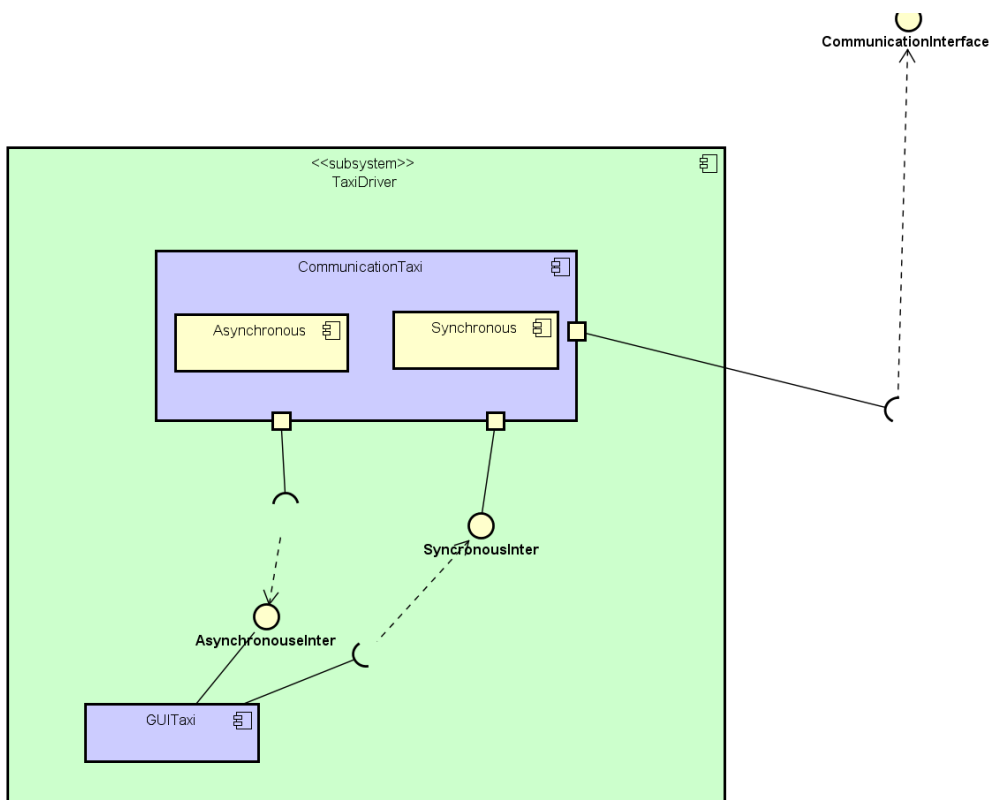 CommunicationInterface
<<subsystem>>
TaxiDriver
CommunicationTaxi
Asynchronous
Synchronous
SyncronousInter
AsynchronouseInter
GUITaxi